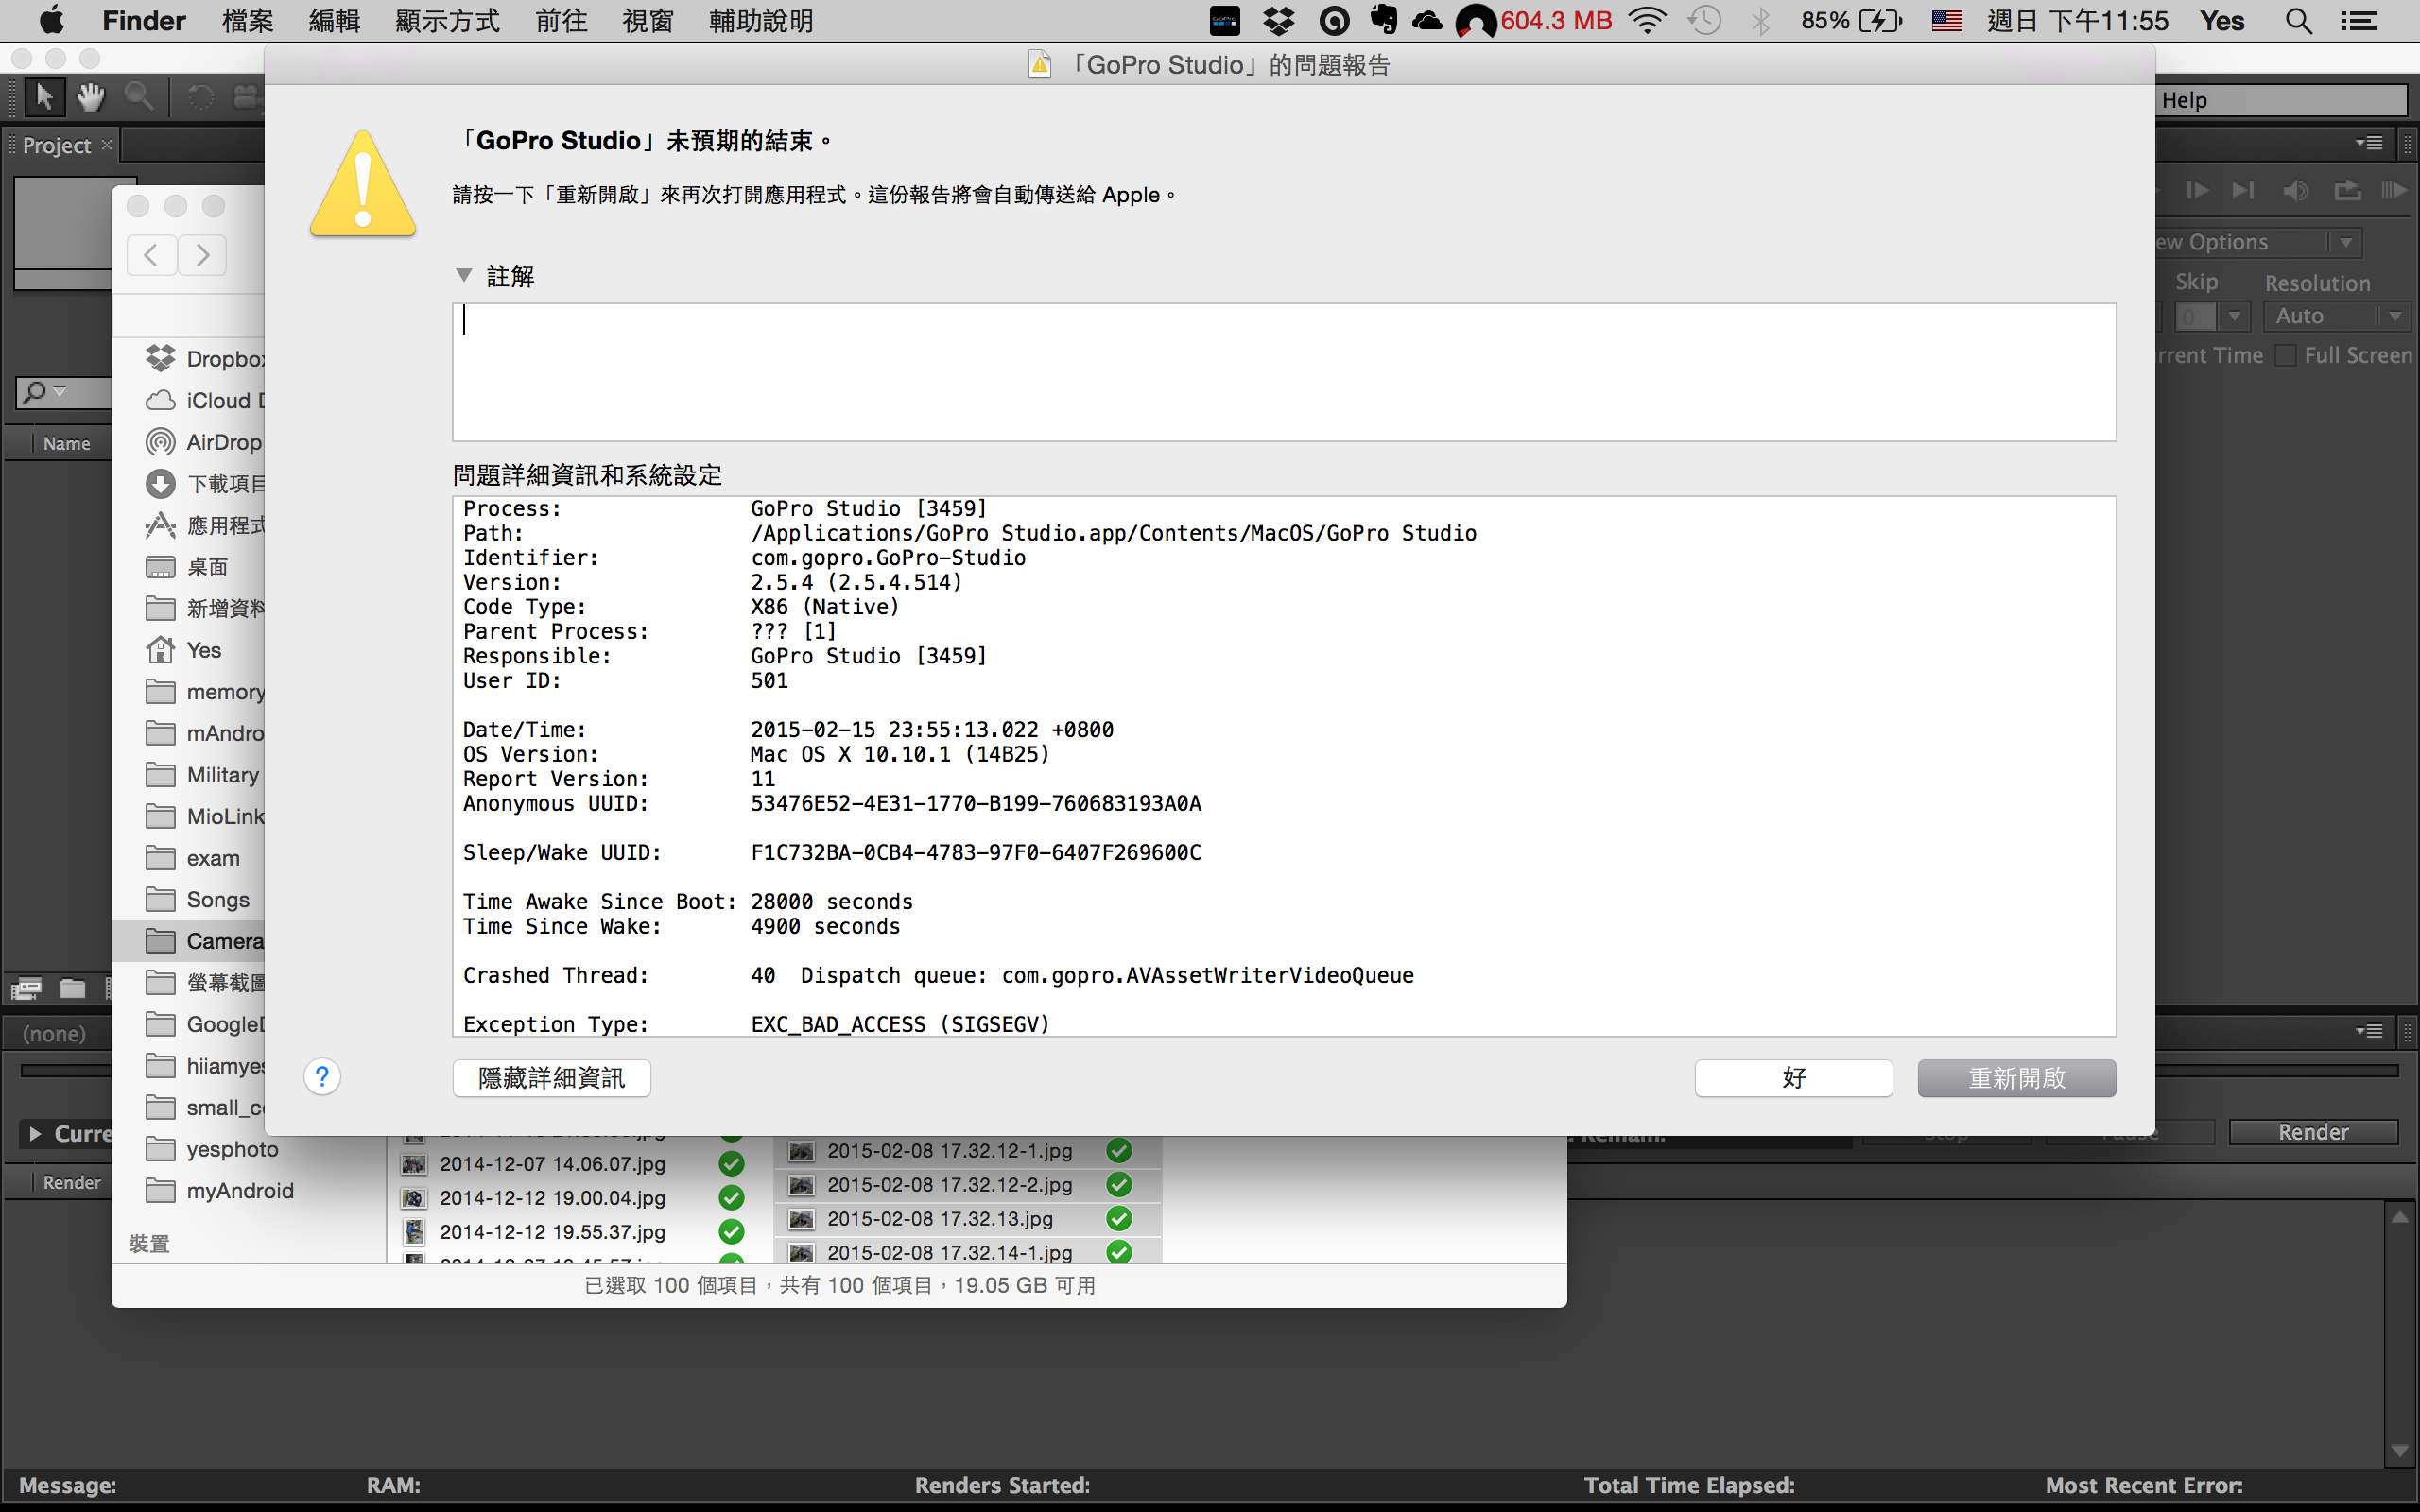 Finder 檔案 編輯 顯示方式 前往 視窗 輔助說明 604.3 MB 85% 週日 下午11:55 Yes
「GoPro Studio」的問題報告
Help
Project ×
「GoPro Studio」未預期的結束。
請按一下「重新開啟」來再次打開應用程式。這份報告將會自動傳送給 Apple。
ew Options
註解
Skip Resolution
0 Auto
rrent Time Full Screen
Name
Dropbox
iCloud D
AirDrop
下載項目
應用程式
桌面
新增資料
Yes
memory
mAndro
Military
MioLink
exam
Songs
Camera
螢幕截圖
GoogleD
hiiamyes
small_co
yesphoto
myAndroid
裝置
問題詳細資訊和系統設定
Process: GoPro Studio [3459]
Path: /Applications/GoPro Studio.app/Contents/MacOS/GoPro Studio
Identifier: com.gopro.GoPro-Studio
Version: 2.5.4 (2.5.4.514)
Code Type: X86 (Native)
Parent Process: ??? [1]
Responsible: GoPro Studio [3459]
User ID: 501
Date/Time: 2015-02-15 23:55:13.022 +0800
OS Version: Mac OS X 10.10.1 (14B25)
Report Version: 11
Anonymous UUID: 53476E52-4E31-1770-B199-760683193A0A
Sleep/Wake UUID: F1C732BA-0CB4-4783-97F0-6407F269600C
Time Awake Since Boot: 28000 seconds
Time Since Wake: 4900 seconds
Crashed Thread: 40 Dispatch queue: com.gopro.AVAssetWriterVideoQueue
Exception Type: EXC_BAD_ACCESS (SIGSEGV)
? 隱藏詳細資訊 好 重新開啟
(none)
Curre
Stop Pause Render
Render
2015-02-08 17.32.12-1.jpg
2014-12-07 14.06.07.jpg
2015-02-08 17.32.12-2.jpg
2014-12-12 19.00.04.jpg
2015-02-08 17.32.13.jpg
2014-12-12 19.55.37.jpg
2015-02-08 17.32.14-1.jpg
已選取 100 個項目，共有 100 個項目，19.05 GB 可用
Message: RAM: Renders Started: Total Time Elapsed: Most Recent Error: